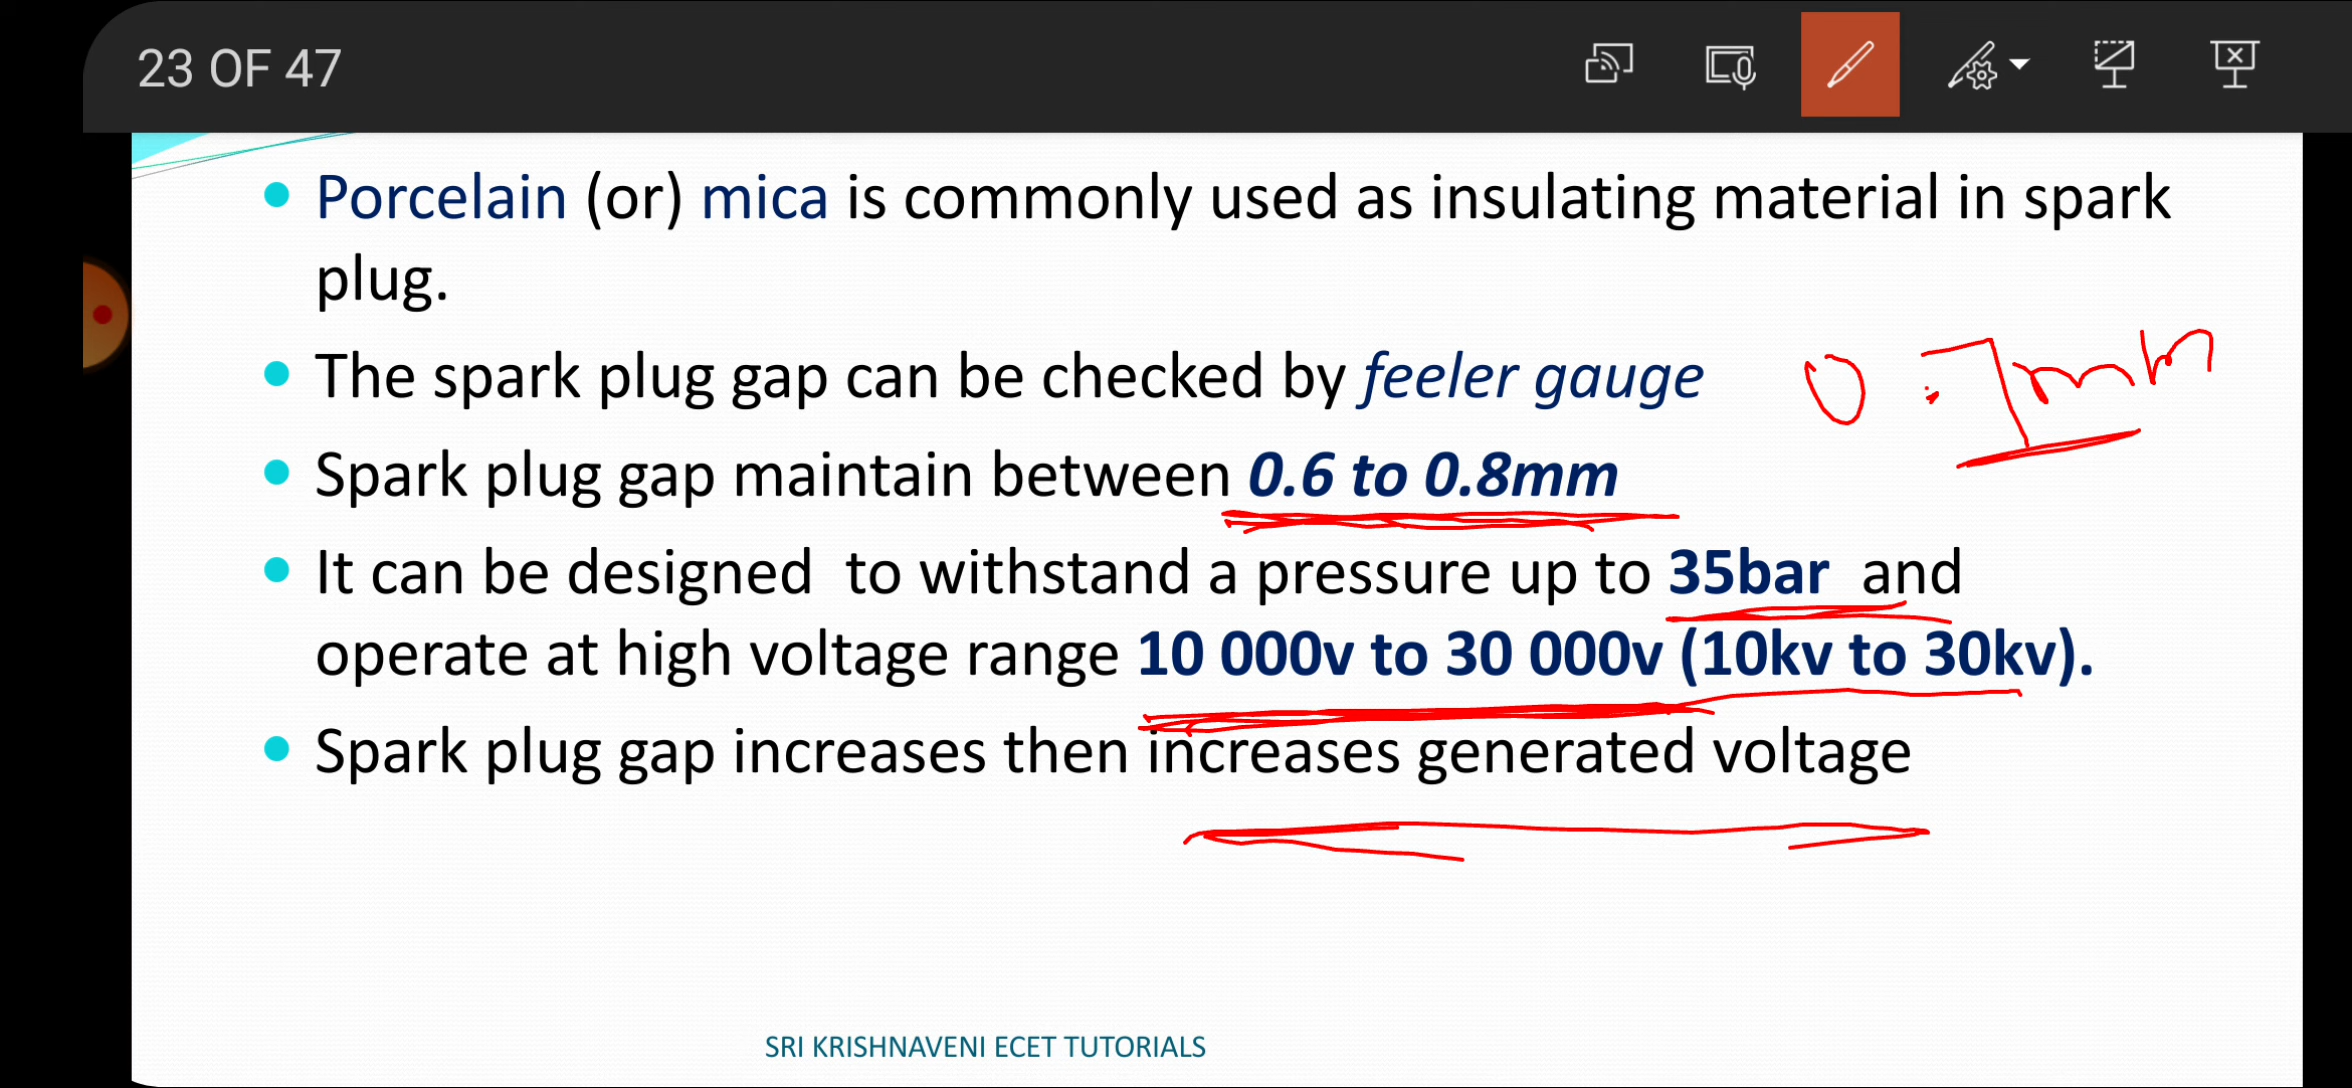 23 OF 47
Porcelain (or) mica is commonly used as insulating material in spark
plug.
The spark plug gap can be checked by feeler gauge
0.7mm
Spark plug gap maintain between 0.6 to 0.8mm
It can be designed to withstand a pressure up to 35bar and
operate at high voltage range 10 000v to 30 000v (10kv to 30kv).
Spark plug gap increases then increases generated voltage
SRI KRISHNAVENI ECET TUTORIALS